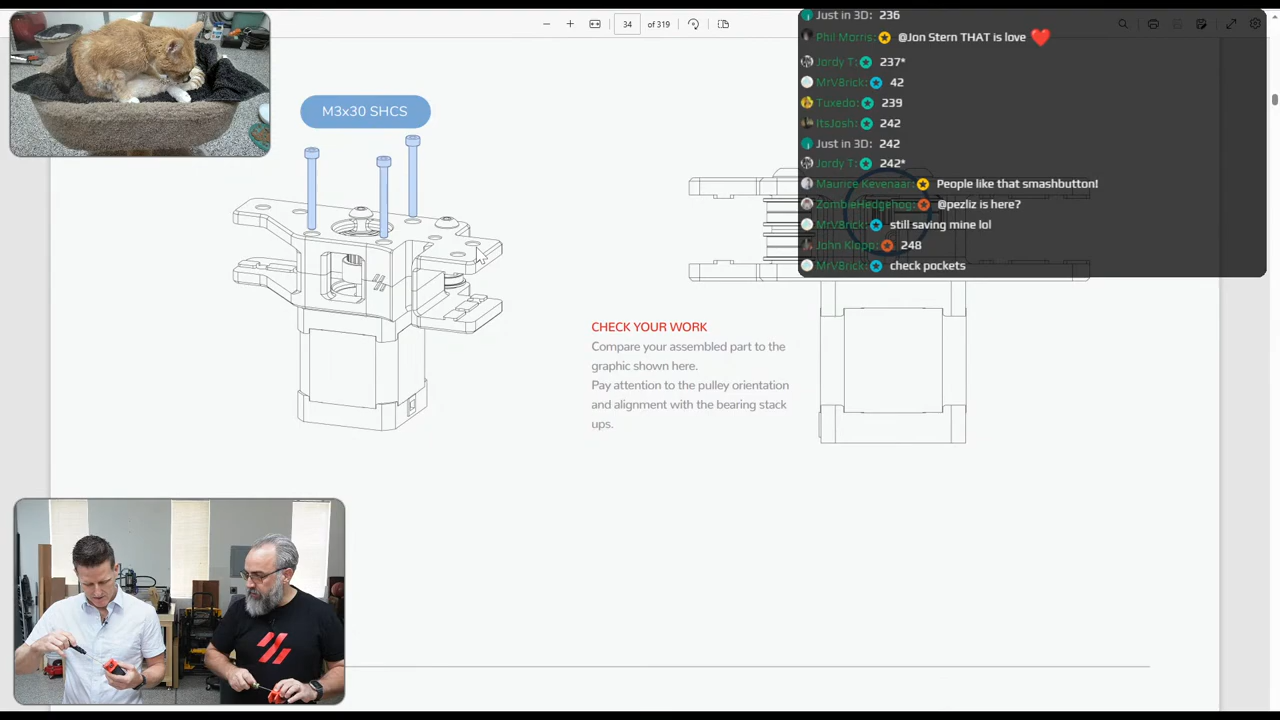 34 of 319
M3x30 SHCS
CHECK YOUR WORK
Compare your assembled part to the
graphic shown here.
Pay attention to the pulley orientation
and alignment with the bearing stack
ups.
Just in 3D: 236
Phil Morris: @Jon Stern THAT is love
Jordy T: 237*
MrV8rick: 42
Tuxedo: 239
ItsJosh: 242
Just in 3D: 242
Jordy T: 242*
Maurice Kevenaar: People like that smashbutton!
ZombieHedgehog: @pezliz is here?
MrV8rick: still saving mine lol
John Klopp: 248
MrV8rick: check pockets